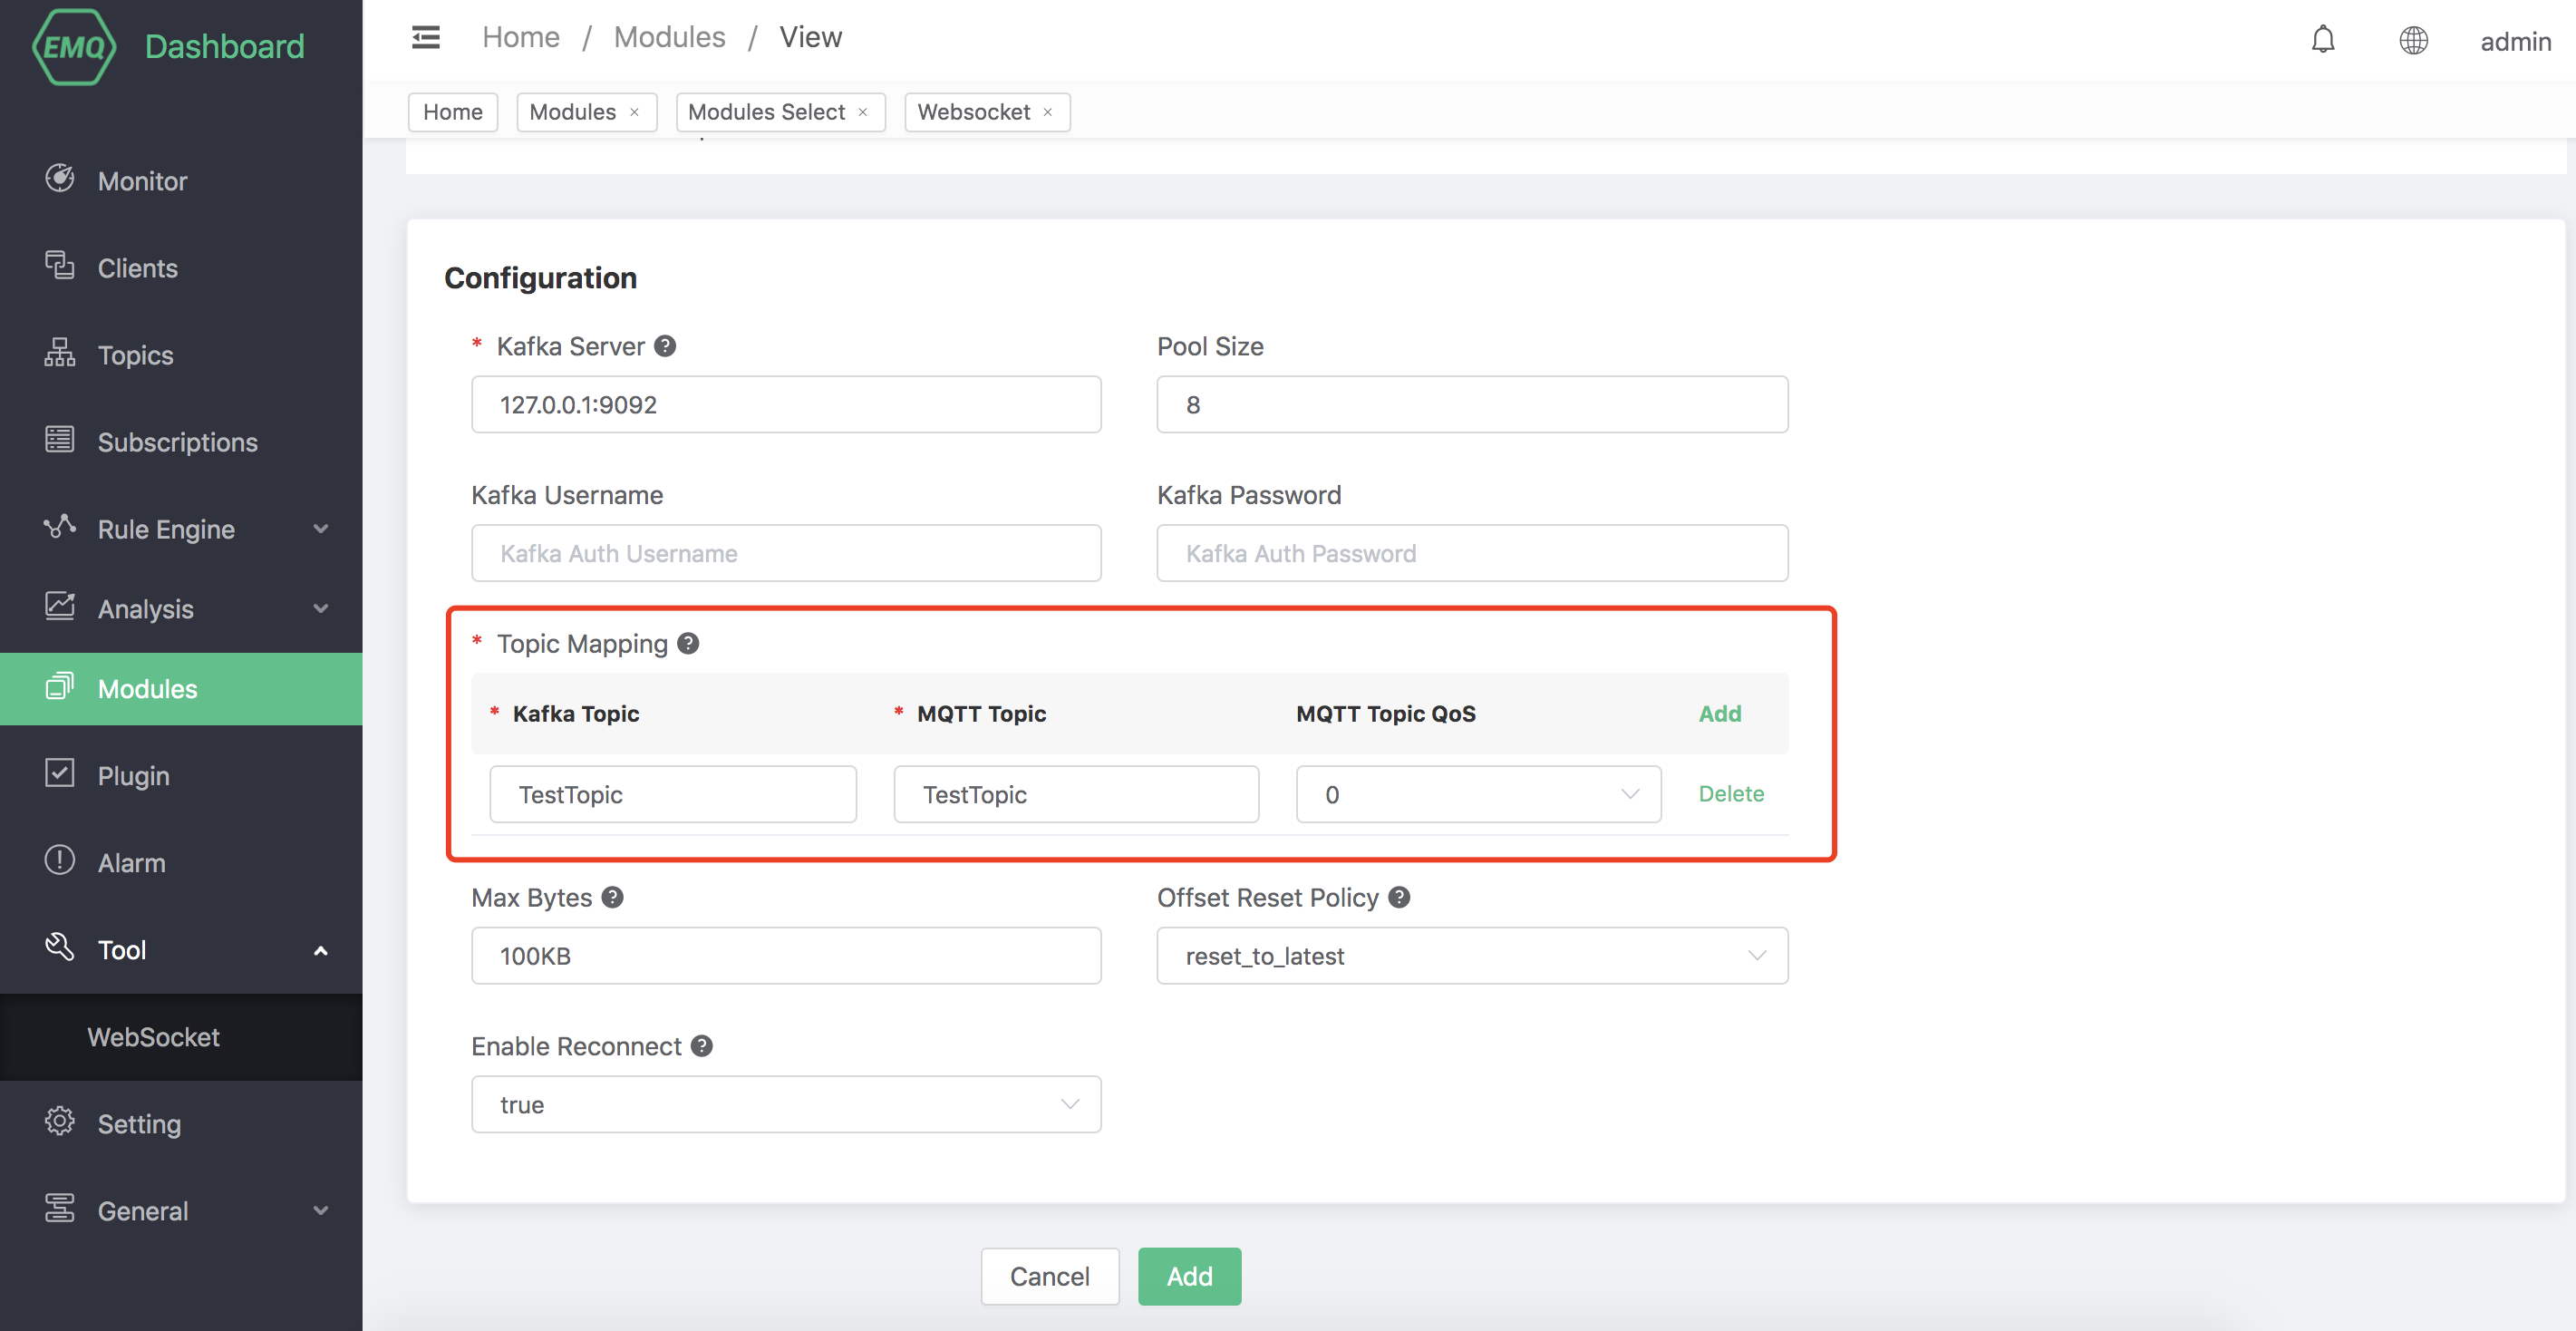 EMQ Dashboard
Home / Modules / View
admin
Home
Modules ×
Modules Select ×
Websocket ×
Monitor
Clients
Topics
Subscriptions
Rule Engine
Analysis
Modules
Plugin
Alarm
Tool
WebSocket
Setting
General
Configuration
* Kafka Server ?
Pool Size
127.0.0.1:9092
8
Kafka Username
Kafka Password
Kafka Auth Username
Kafka Auth Password
* Topic Mapping ?
* Kafka Topic
* MQTT Topic
MQTT Topic QoS
Add
TestTopic
TestTopic
0
Delete
Max Bytes ?
Offset Reset Policy ?
100KB
reset_to_latest
Enable Reconnect ?
true
Cancel
Add